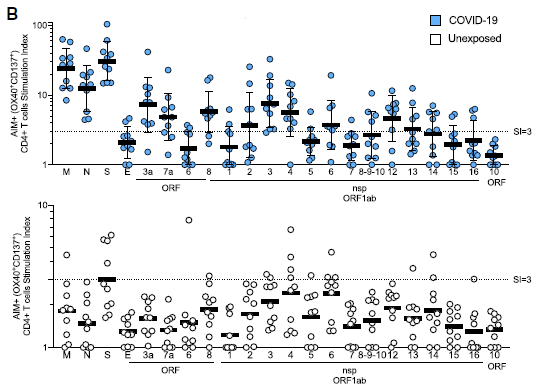 B
COVID-19
Unexposed
AIM+ (OX40⁺CD137⁺)
CD4+ T cells Stimulation Index
100
10
1
SI=3
M N S E 3a 7a 6 8 1 2 3 4 5 6 7 8-9-10 12 13 14 15 16 10
ORF nsp ORF
ORF1ab
AIM+ (OX40⁺CD137⁺)
CD4+ T cells Stimulation Index
10
1
SI=3
M N S E 3a 7a 6 8 1 2 3 4 5 6 7 8-9-10 12 13 14 15 16 10
ORF nsp ORF
ORF1ab